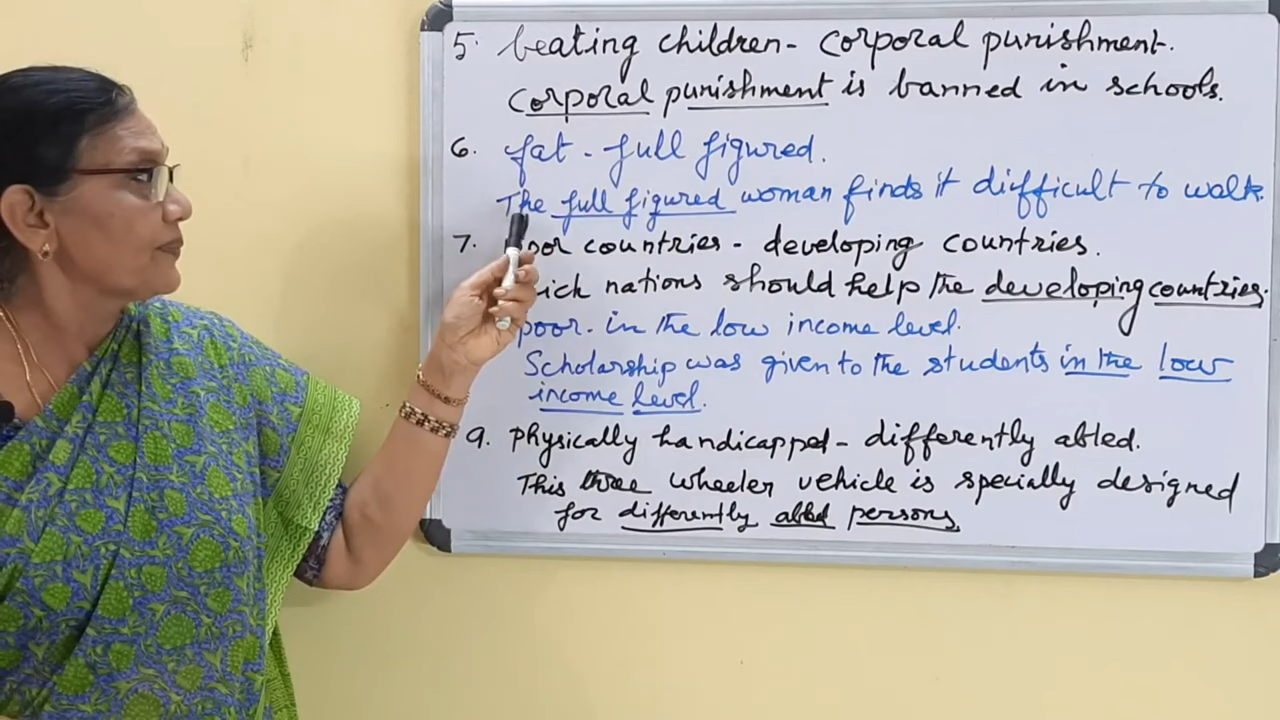 5. beating children - corporal punishment.
corporal punishment is banned in schools.
6. fat - full figured.
The full figured woman finds it difficult to walk.
7. poor countries - developing countries.
Rich nations should help the developing countries.
poor - in the low income level.
Scholarship was given to the students in the low
income level.
9. Physically handicapped - differently abled.
This three wheeler vehicle is specially designed
for differently abled persons.